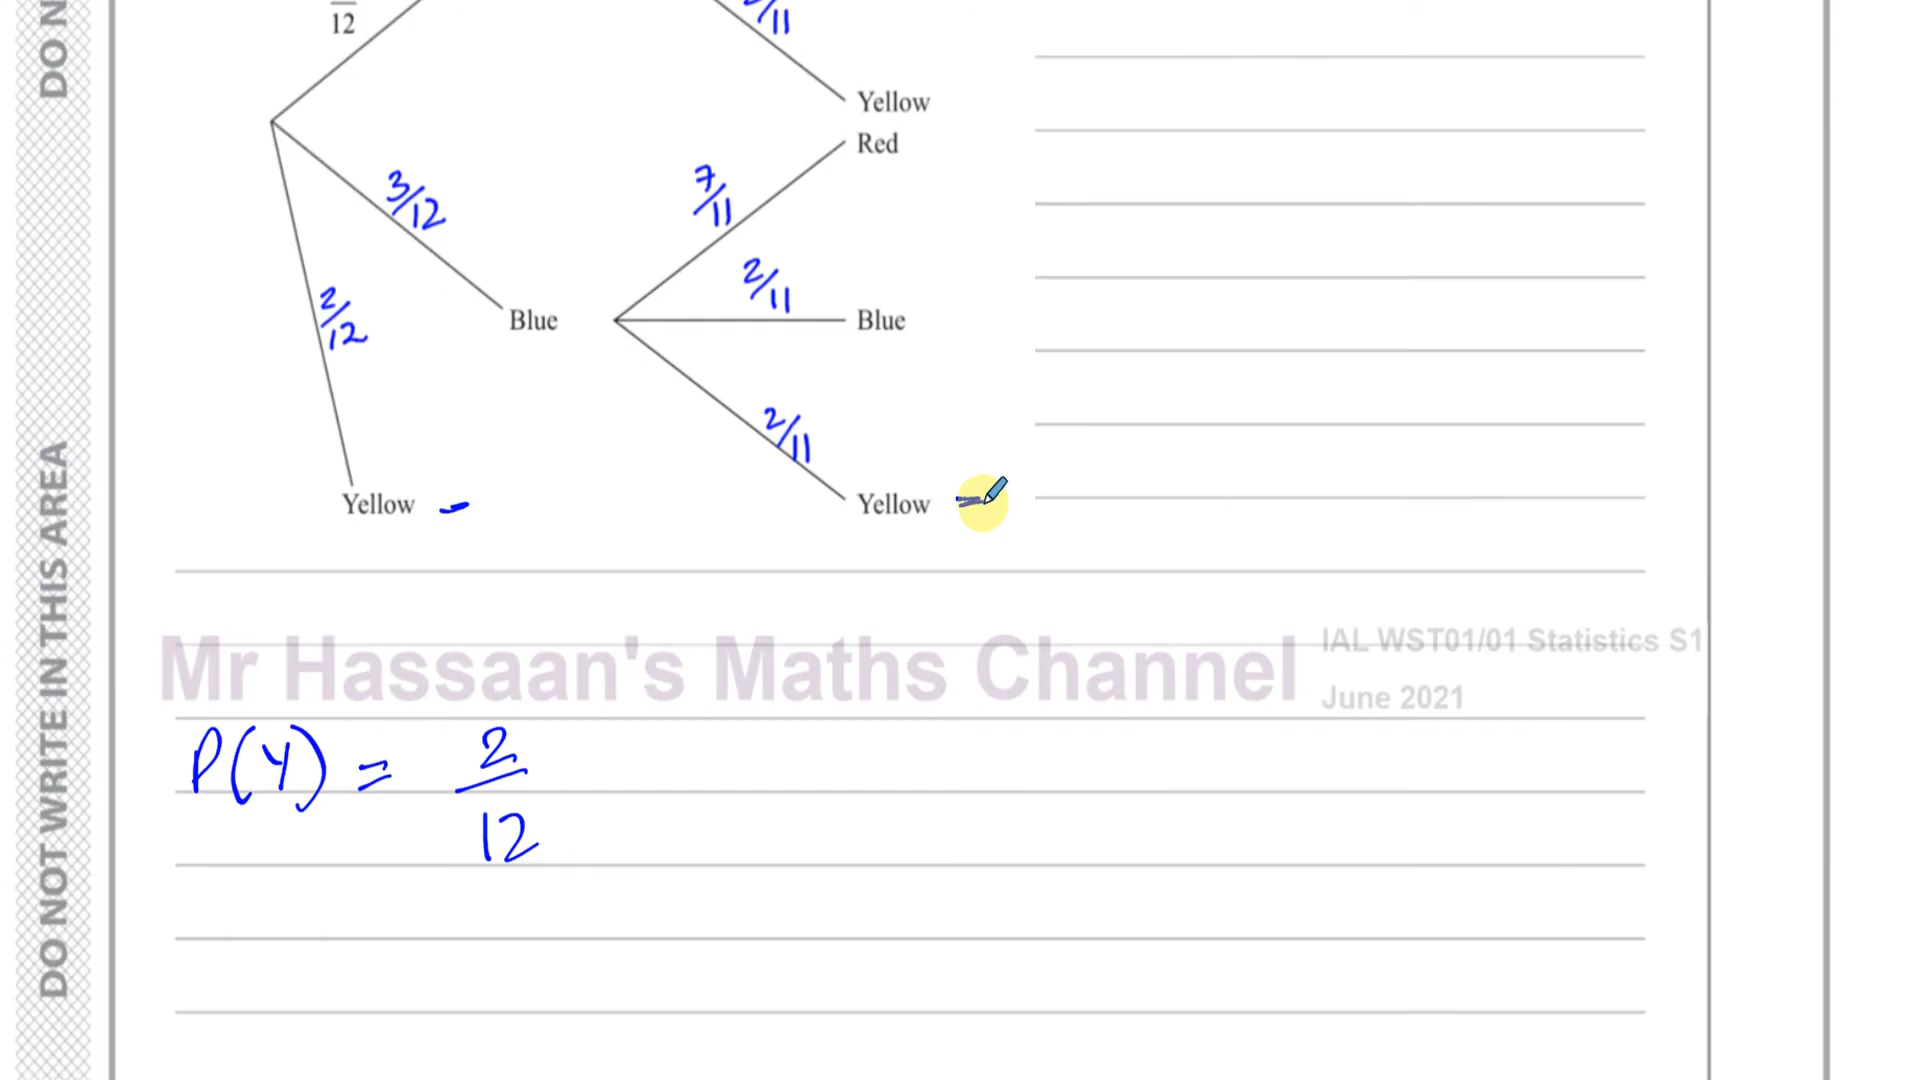 DO N
12
/11
Yellow
Red
7/11
3/12
2/11
2/12
Blue
Blue
2/11
Yellow -
Yellow
DO NOT WRITE IN THIS AREA
Mr Hassaan's Maths Channel
IAL WST01/01 Statistics S1
June 2021
P(Y) = 2/12